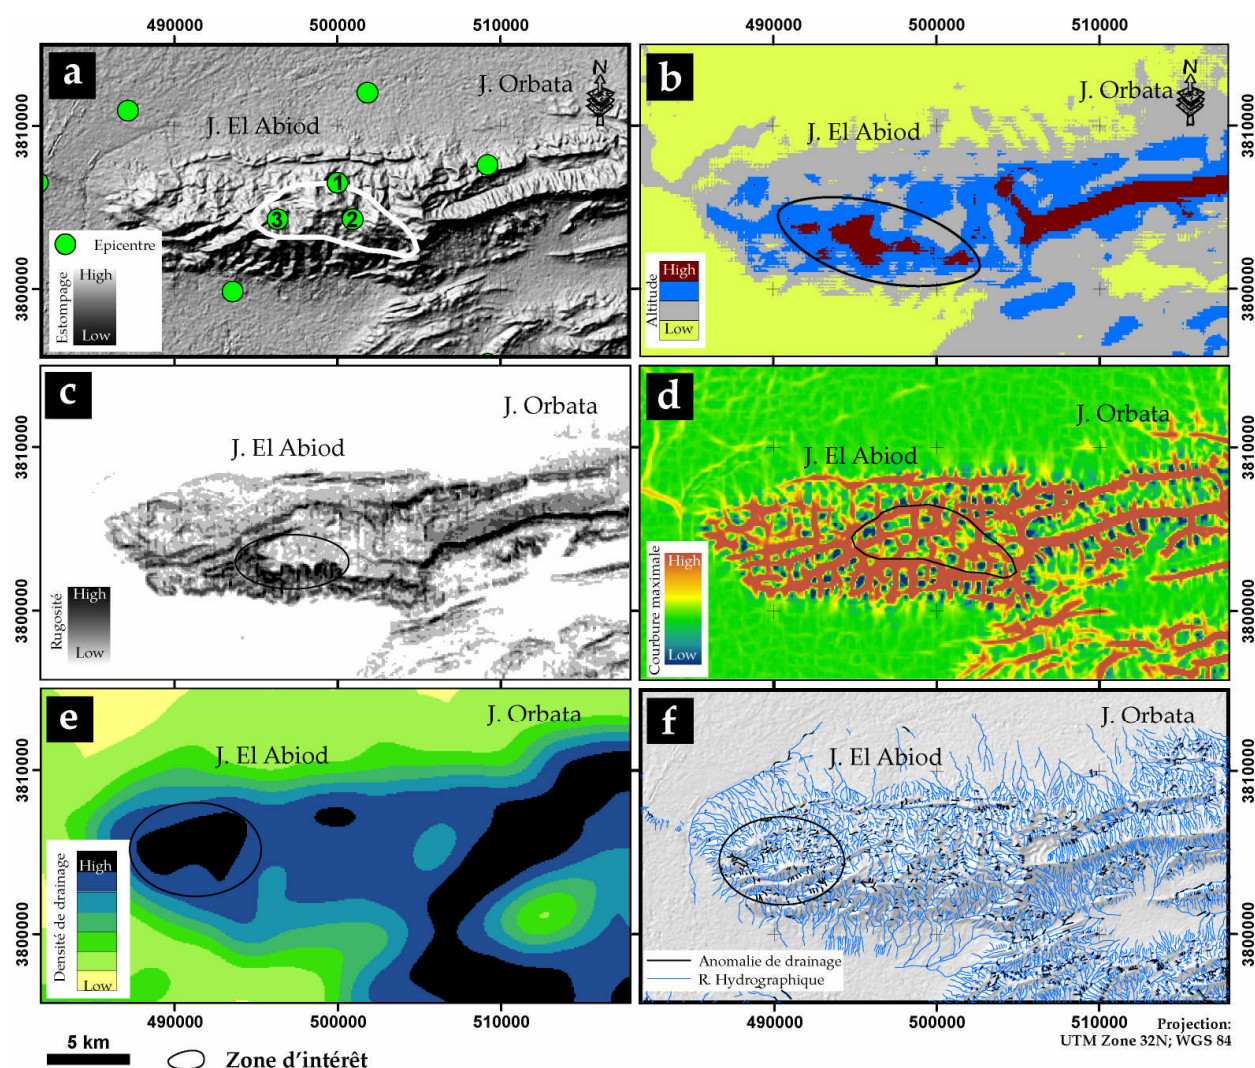 490000 500000 510000 490000 500000 510000
a
J. Orbata
N
J. El Abiod
1
3
2
Epicentre
High
Estompage
Low
3810000
3800000
b
N
J. Orbata
J. El Abiod
High
Altitude
Low
3810000
3800000
c
J. Orbata
J. El Abiod
High
Rugosité
Low
3810000
3800000
d
J. Orbata
J. El Abiod
High
Courbure maximale
Low
3810000
3800000
e
J. Orbata
J. El Abiod
High
Densité de drainage
Low
3810000
3800000
f
J. Orbata
J. El Abiod
Anomalie de drainage
R. Hydrographique
3810000
3800000
490000 500000 510000 490000 500000 510000
5 km
Zone d'intérêt
Projection:
UTM Zone 32N; WGS 84